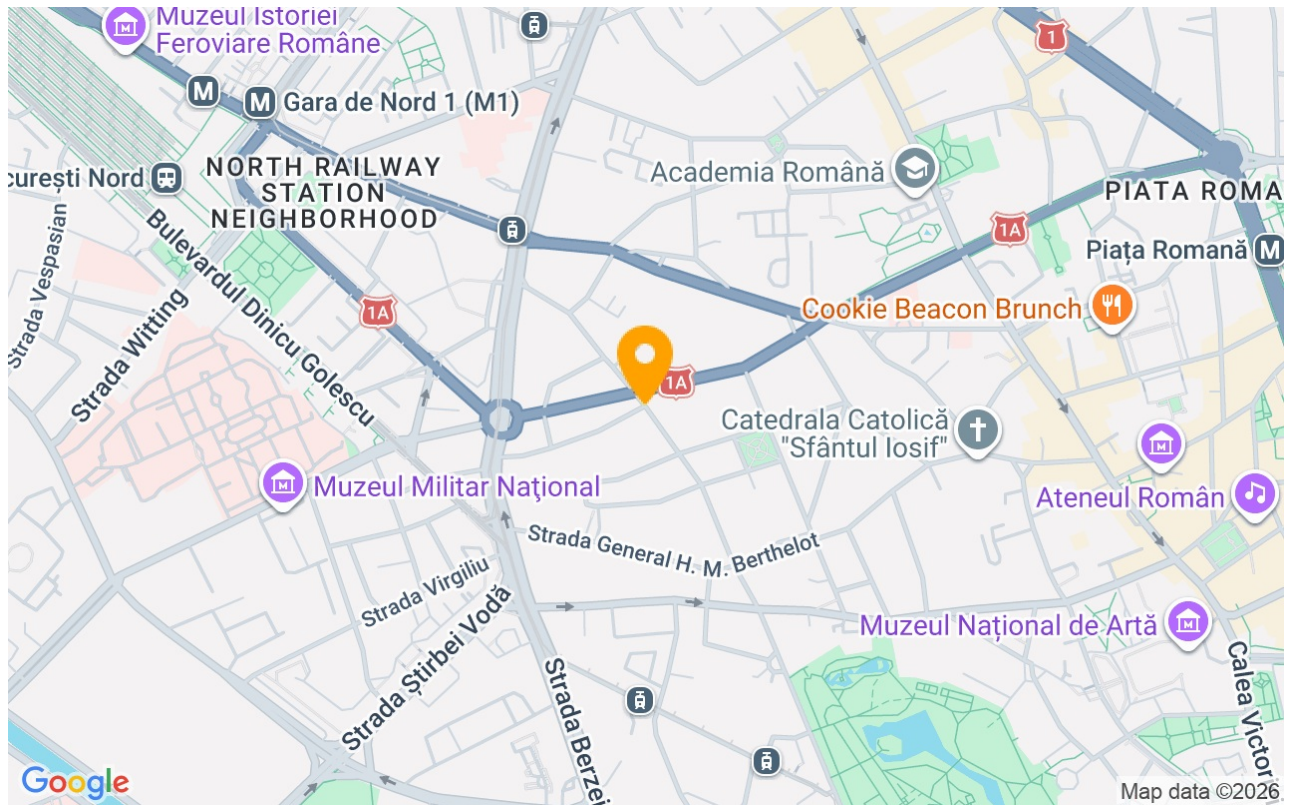 Muzeul Istoriei
Feroviare Române
1
M
M Gara de Nord 1 (M1)
NORTH RAILWAY
STATION
NEIGHBORHOOD
curești Nord
Academia Română
PIATA ROMA
1A
Piața Romană M
Strada Vespasian
Bulevardul Dinicu Golescu
Strada Witting
1A
Cookie Beacon Brunch
1A
Catedrala Catolică
"Sfântul Iosif"
Muzeul Militar Naţional
Ateneul Român
Strada General H. M. Berthelot
Strada Virgiliu
Strada Știrbei Vodă
Muzeul Național de Artă
Strada Berzei
Calea Victori
Google
Map data ©2026